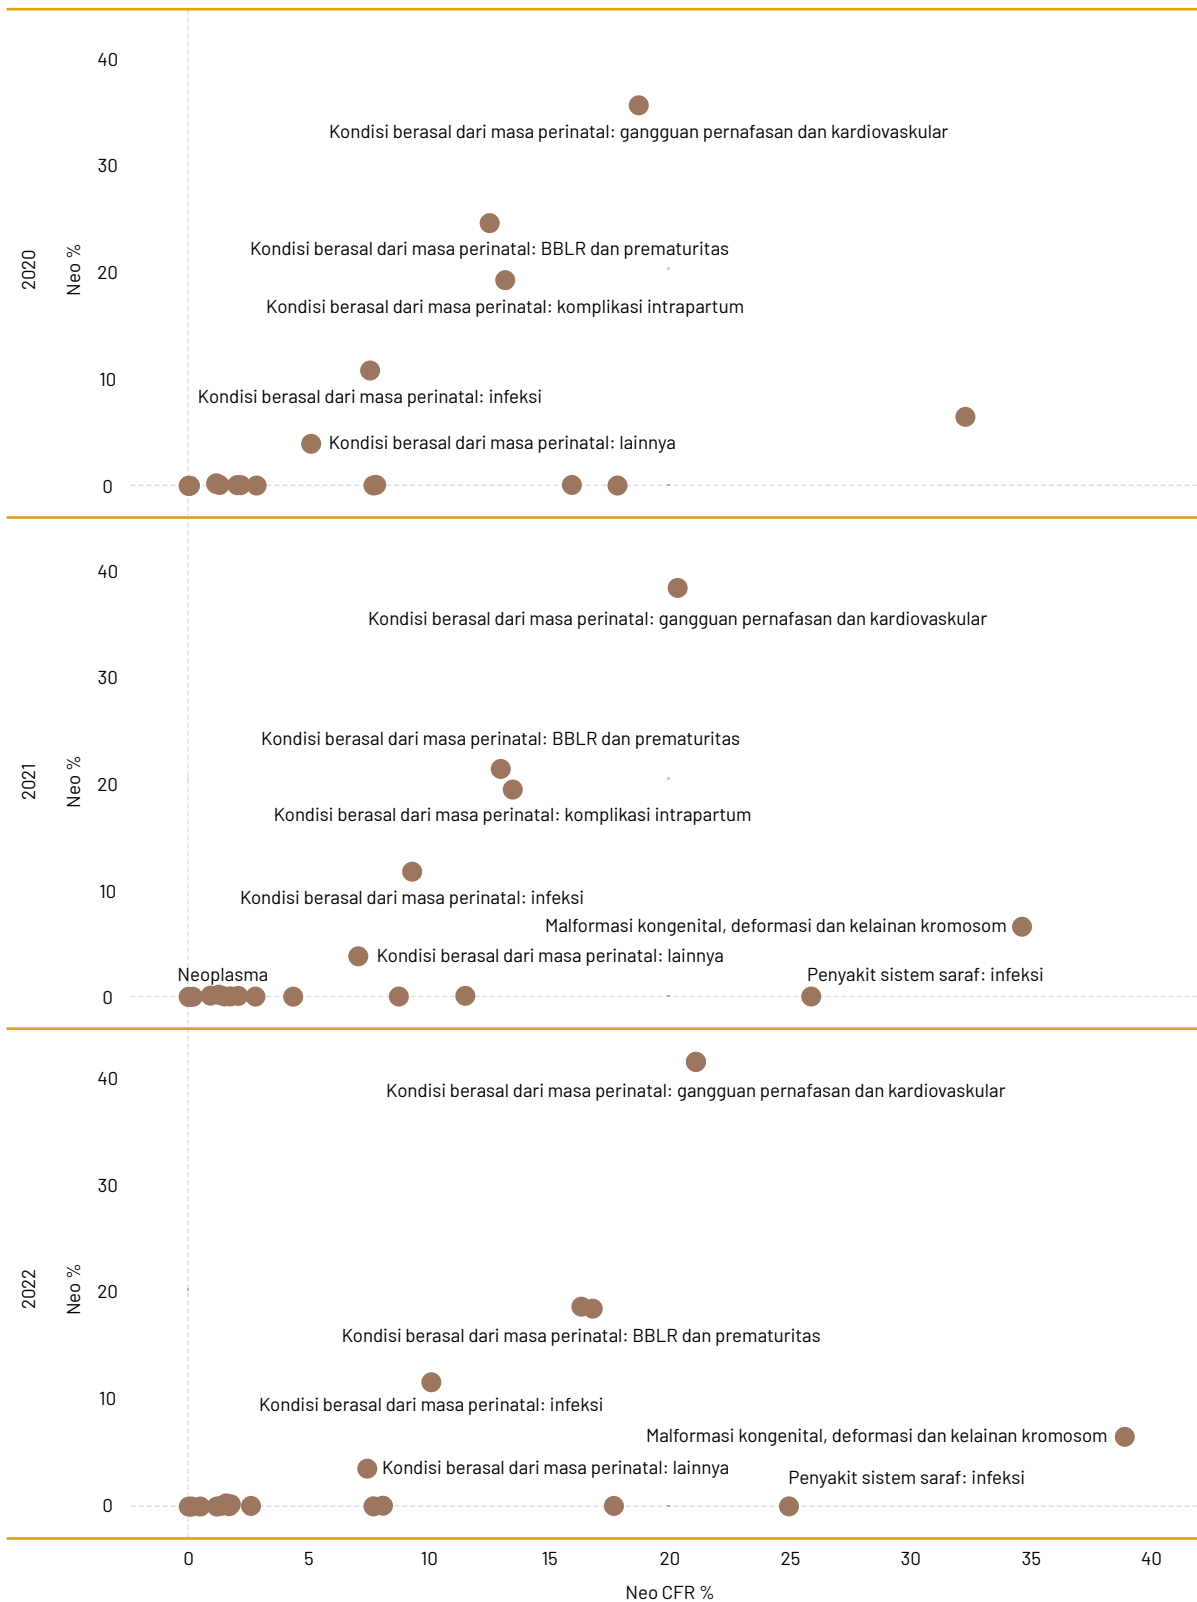 2020
Neo %
40
30
20
10
0
Kondisi berasal dari masa perinatal: gangguan pernafasan dan kardiovaskular
Kondisi berasal dari masa perinatal: BBLR dan prematuritas
Kondisi berasal dari masa perinatal: komplikasi intrapartum
Kondisi berasal dari masa perinatal: infeksi
Kondisi berasal dari masa perinatal: lainnya
2021
Neo %
40
30
20
10
0
Kondisi berasal dari masa perinatal: gangguan pernafasan dan kardiovaskular
Kondisi berasal dari masa perinatal: BBLR dan prematuritas
Kondisi berasal dari masa perinatal: komplikasi intrapartum
Kondisi berasal dari masa perinatal: infeksi
Malformasi kongenital, deformasi dan kelainan kromosom
Kondisi berasal dari masa perinatal: lainnya
Neoplasma
Penyakit sistem saraf: infeksi
2022
Neo %
40
30
20
10
0
Kondisi berasal dari masa perinatal: gangguan pernafasan dan kardiovaskular
Kondisi berasal dari masa perinatal: BBLR dan prematuritas
Kondisi berasal dari masa perinatal: infeksi
Malformasi kongenital, deformasi dan kelainan kromosom
Kondisi berasal dari masa perinatal: lainnya
Penyakit sistem saraf: infeksi
0 5 10 15 20 25 30 35 40
Neo CFR %